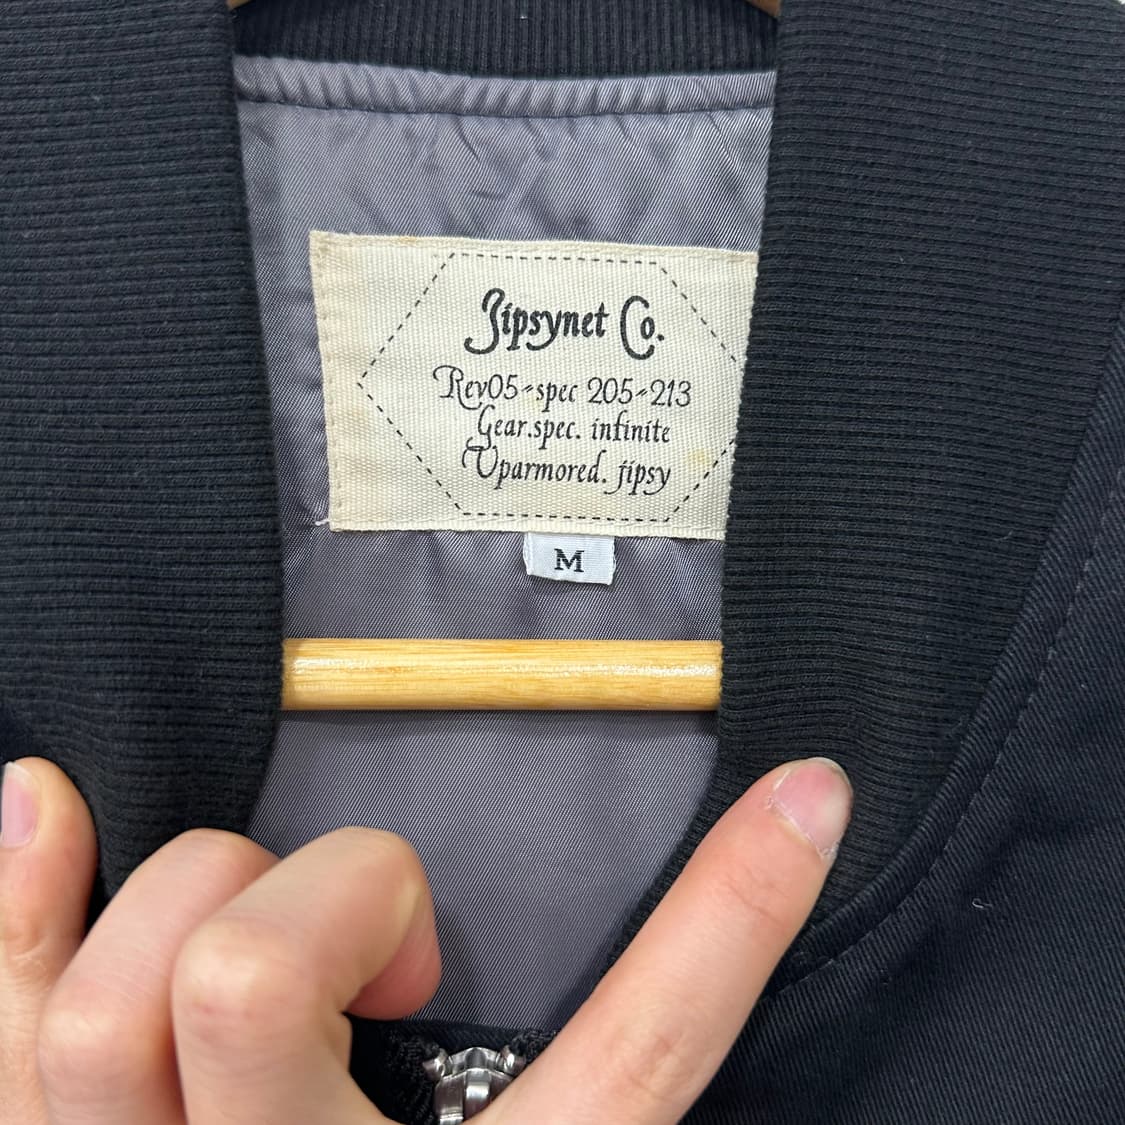 Jipsynet Co.
Rev05-spec 205-213
Gear.spec. infinite
Uparmored. jipsy
M